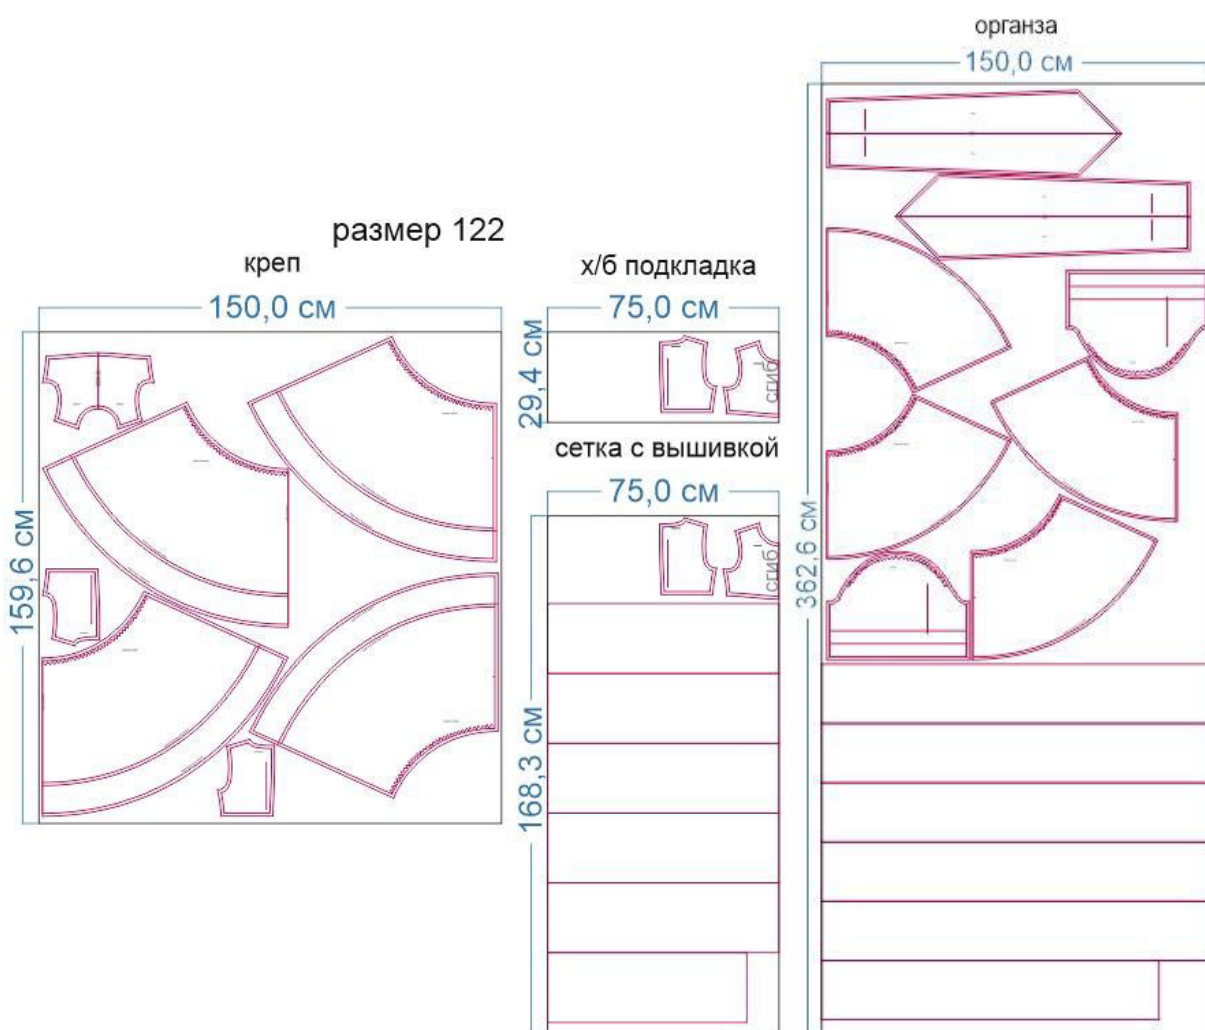 органза
150,0 см
размер 122
креп
х/б подкладка
150,0 см
75,0 см
29,4 см
сгиб
сетка с вышивкой
75,0 см
сгиб
159,6 см
168,3 см
362,6 см